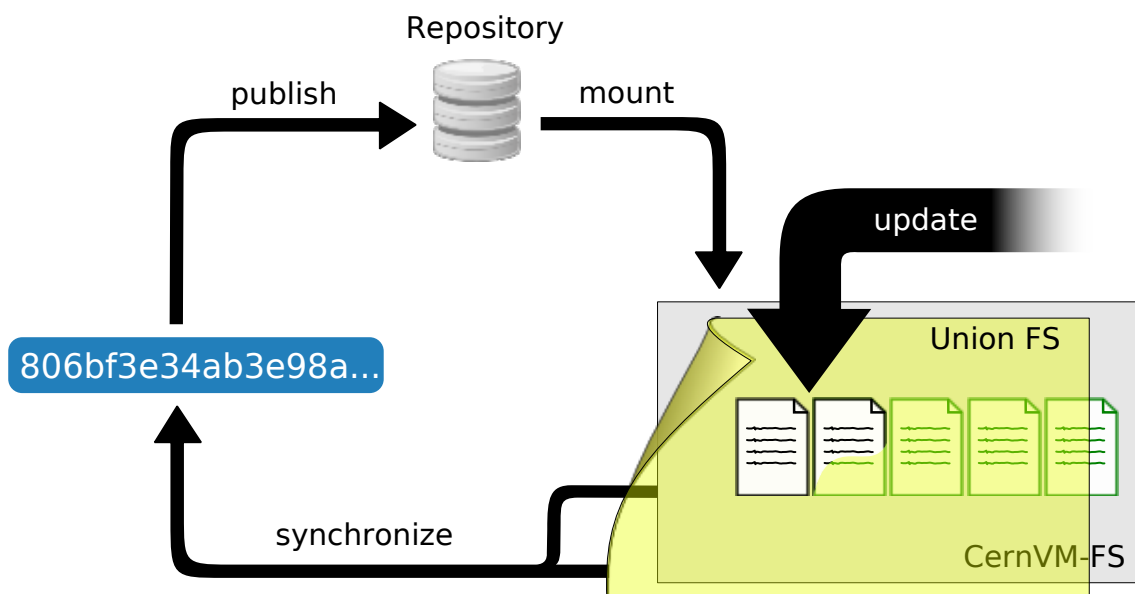 Repository
publish
mount
update
Union FS
806bf3e34ab3e98a...
synchronize
CernVM-FS